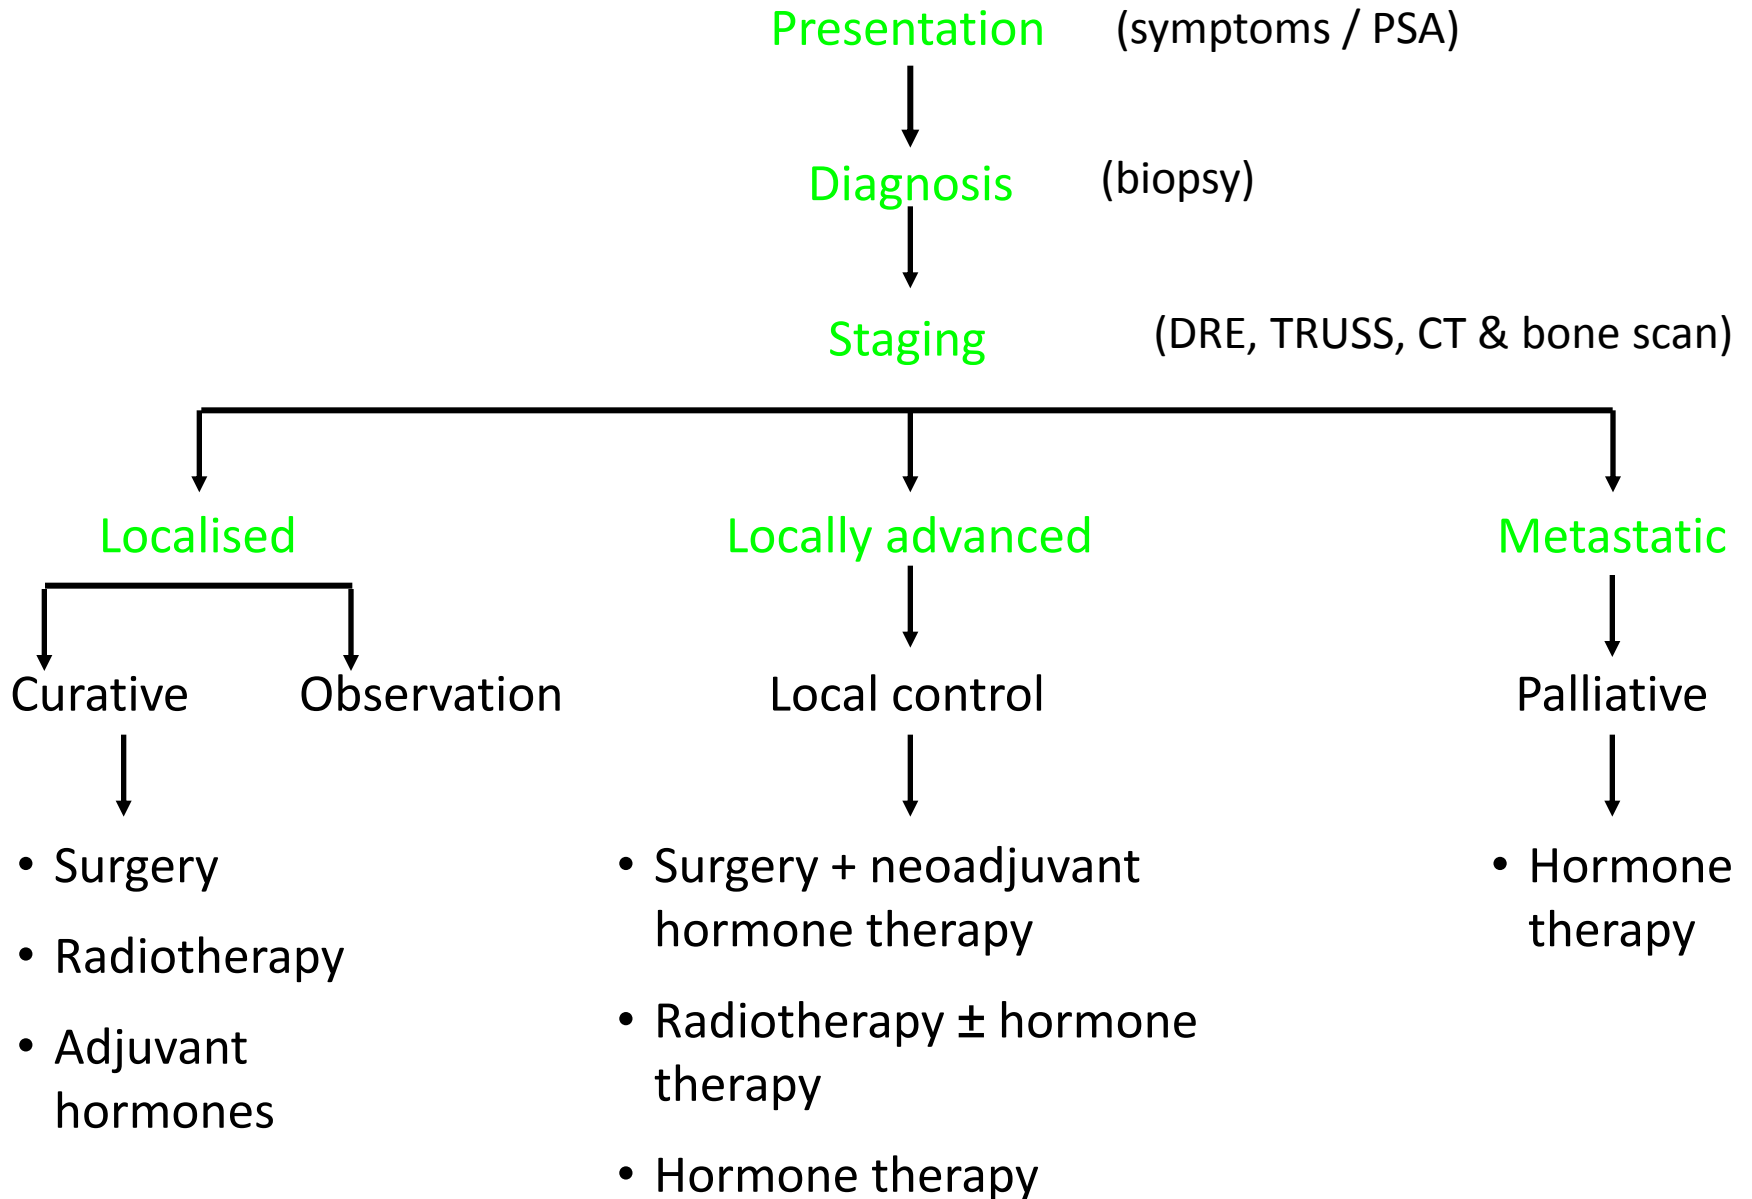 Presentation (symptoms / PSA)
Diagnosis (biopsy)
Staging (DRE, TRUSS, CT & bone scan)
Localised
Locally advanced
Metastatic
Curative
Observation
Local control
Palliative
• Surgery
• Radiotherapy
• Adjuvant
hormones
• Surgery + neoadjuvant
hormone therapy
• Radiotherapy ± hormone
therapy
• Hormone therapy
• Hormone
therapy